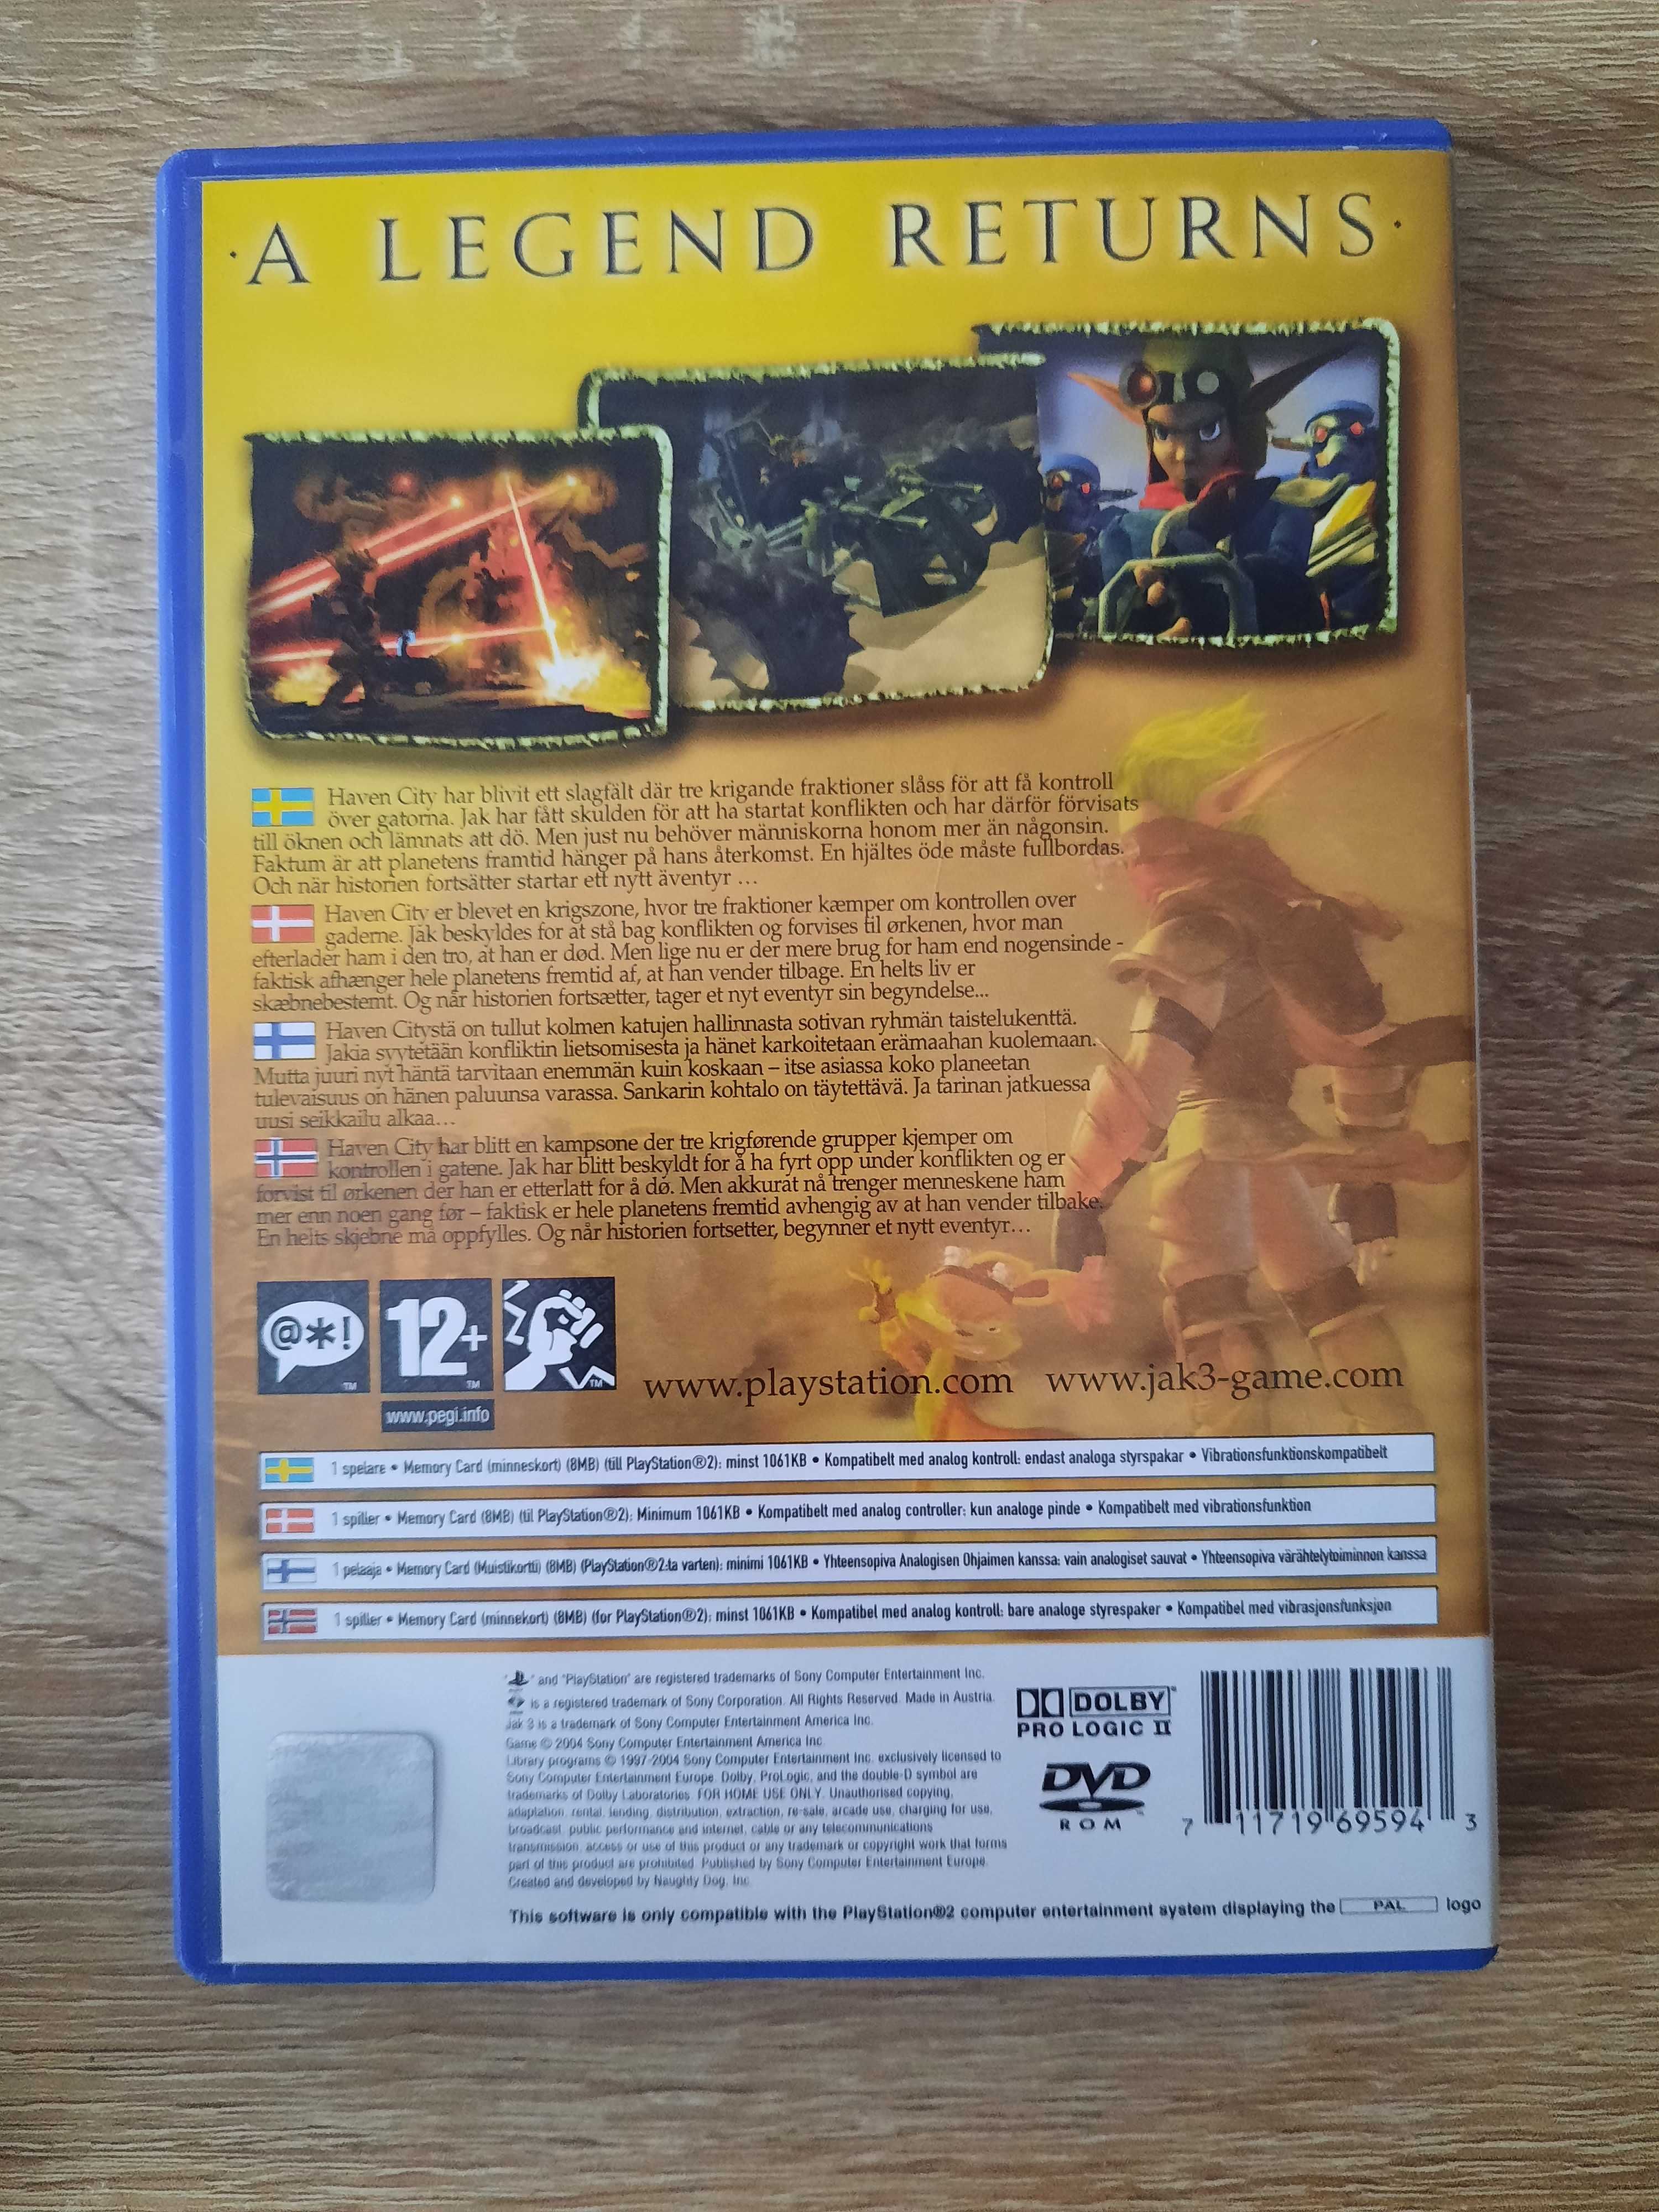 ·A LEGEND RETURNS·
Haven City har blivit ett slagfält där tre krigande fraktioner slåss för att få kontroll
över gatorna. Jak har fått skulden för att ha startat konflikten och har därför förvisats
till öknen och lämnats att dö. Men just nu behöver människorna honom mer än någonsin.
Faktum är att planetens framtid hänger på hans återkomst. En hjältes öde måste fullbordas.
Och när historien fortsätter startar ett nytt äventyr …
Haven City er blevet en krigszone, hvor tre fraktioner kæmper om kontrollen over
gaderne. Jak beskyldes for at stå bag konflikten og forvises til ørkenen, hvor man
efterlader ham i den tro, at han er død. Men lige nu er der mere brug for ham end nogensinde -
faktisk afhænger hele planetens fremtid af, at han vender tilbage. En helts liv er
skæbnebestemt. Og når historien fortsætter, tager et nyt eventyr sin begyndelse...
Haven Citystä on tullut kolmen katujen hallinnasta sotivan ryhmän taistelukenttä.
Jakia syytetään konfliktin lietsomisesta ja hänet karkoitetaan erämaahan kuolemaan.
Mutta juuri nyt häntä tarvitaan enemmän kuin koskaan – itse asiassa koko planeetan
tulevaisuus on hänen paluunsa varassa. Sankarin kohtalo on täytettävä. Ja tarinan jatkuessa
uusi seikkailu alkaa…
Haven City har blitt en kampsone der tre krigførende grupper kjemper om
kontrollen i gatene. Jak har blitt beskyldt for å ha fyrt opp under konflikten og er
forvist til ørkenen der han er etterlatt for å dø. Men akkurat nå trenger menneskene ham
mer enn noen gang før – faktisk er hele planetens fremtid avhengig av at han vender tilbake.
En helts skjebne må oppfylles. Og når historien fortsetter, begynner et nytt eventyr…
@*! TM
12+ TM
TM
www.pegi.info
www.playstation.com www.jak3-game.com
1 spelare • Memory Card (minneskort) (8MB) (till PlayStation®2): minst 1061KB • Kompatibelt med analog kontroll: endast analoga styrspakar • Vibrationsfunktionskompatibelt
1 spiller • Memory Card (8MB) (til PlayStation®2): Minimum 1061KB • Kompatibelt med analog controller: kun analoge pinde • Kompatibelt med vibrationsfunktion
1 pelaaja • Memory Card (Muistikortti) (8MB) (PlayStation®2:ta varten): minimi 1061KB • Yhteensopiva Analogisen Ohjaimen kanssa: vain analogiset sauvat • Yhteensopiva värähtelytoiminnon kanssa
1 spiller • Memory Card (minnekort) (8MB) (for PlayStation®2): minst 1061KB • Kompatibel med analog kontroll: bare analoge styrespaker • Kompatibel med vibrasjonsfunksjon
" " and "PlayStation" are registered trademarks of Sony Computer Entertainment Inc.
is a registered trademark of Sony Corporation. All Rights Reserved. Made in Austria.
Jak 3 is a trademark of Sony Computer Entertainment America Inc.
Game © 2004 Sony Computer Entertainment America Inc.
Library programs © 1997-2004 Sony Computer Entertainment Inc. exclusively licensed to
Sony Computer Entertainment Europe. Dolby, ProLogic, and the double-D symbol are
trademarks of Dolby Laboratories. FOR HOME USE ONLY. Unauthorised copying,
adaptation, rental, lending, distribution, extraction, re-sale, arcade use, charging for use,
broadcast, public performance and internet, cable or any telecommunications
transmission, access or use of this product or any trademark or copyright work that forms
part of this product are prohibited. Published by Sony Computer Entertainment Europe.
Created and developed by Naughty Dog, Inc.
DOLBY
PRO LOGIC II
DVD
ROM
7 11719 69594 3
This software is only compatible with the PlayStation®2 computer entertainment system displaying the PAL logo